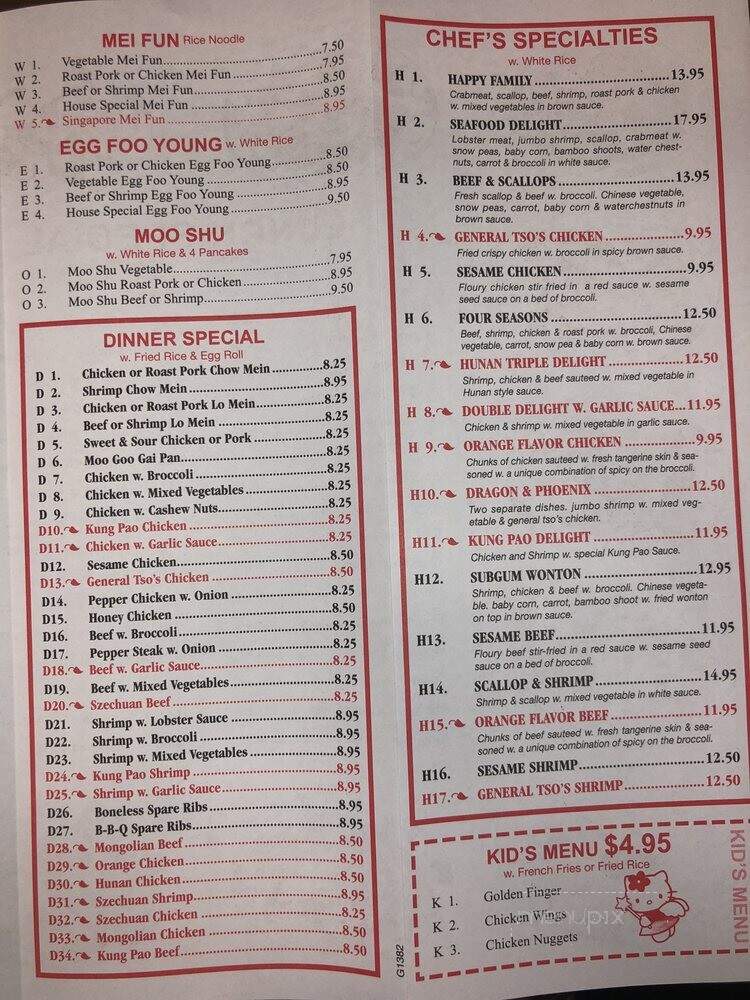 MEI FUN Rice Noodle
W 1. Vegetable Mei Fun 7.50
W 2. Roast Pork or Chicken Mei Fun 7.95
W 3. Beef or Shrimp Mei Fun 8.50
W 4. House Special Mei Fun 8.95
W 5. Singapore Mei Fun 8.95
EGG FOO YOUNG w. White Rice
E 1. Roast Pork or Chicken Egg Foo Young 8.50
E 2. Vegetable Egg Foo Young 8.50
E 3. Beef or Shrimp Egg Foo Young 8.95
E 4. House Special Egg Foo Young 9.50
MOO SHU
w. White Rice & 4 Pancakes
O 1. Moo Shu Vegetable 7.95
O 2. Moo Shu Roast Pork or Chicken 8.95
O 3. Moo Shu Beef or Shrimp 9.50
DINNER SPECIAL
w. Fried Rice & Egg Roll
D 1. Chicken or Roast Pork Chow Mein 8.25
D 2. Shrimp Chow Mein 8.95
D 3. Chicken or Roast Pork Lo Mein 8.25
D 4. Beef or Shrimp Lo Mein 8.25
D 5. Sweet & Sour Chicken or Pork 8.25
D 6. Moo Goo Gai Pan 8.25
D 7. Chicken w. Broccoli 8.25
D 8. Chicken w. Mixed Vegetables 8.25
D 9. Chicken w. Cashew Nuts 8.25
D10. Kung Pao Chicken 8.25
D11. Chicken w. Garlic Sauce 8.25
D12. Sesame Chicken 8.50
D13. General Tso's Chicken 8.50
D14. Pepper Chicken w. Onion 8.25
D15. Honey Chicken 8.50
D16. Beef w. Broccoli 8.25
D17. Pepper Steak w. Onion 8.25
D18. Beef w. Garlic Sauce 8.25
D19. Beef w. Mixed Vegetables 8.25
D20. Szechuan Beef 8.25
D21. Shrimp w. Lobster Sauce 8.95
D22. Shrimp w. Broccoli 8.95
D23. Shrimp w. Mixed Vegetables 8.95
D24. Kung Pao Shrimp 8.95
D25. Shrimp w. Garlic Sauce 8.95
D26. Boneless Spare Ribs 8.95
D27. B-B-Q Spare Ribs 8.95
D28. Mongolian Beef 8.50
D29. Orange Chicken 8.50
D30. Hunan Chicken 8.50
D31. Szechuan Shrimp 8.95
D32. Szechuan Chicken 8.25
D33. Mongolian Chicken 8.50
D34. Kung Pao Beef 8.50
CHEF'S SPECIALTIES
w. White Rice
H 1. HAPPY FAMILY 13.95
Crabmeat, scallop, beef, shrimp, roast pork & chicken
w. mixed vegetables in brown sauce.
H 2. SEAFOOD DELIGHT 17.95
Lobster meat, jumbo shrimp, scallop, crabmeat w.
snow peas, baby corn, bamboo shoots, water chest-
nuts, carrot & broccoli in white sauce.
H 3. BEEF & SCALLOPS 13.95
Fresh scallop & beef w. broccoli. Chinese vegetable,
snow peas, carrot, baby corn & waterchestnuts in
brown sauce.
H 4. GENERAL TSO'S CHICKEN 9.95
Fried crispy chicken w. broccoli in spicy brown sauce.
H 5. SESAME CHICKEN 9.95
Floury chicken stir fried in a red sauce w. sesame
seed sauce on a bed of broccoli.
H 6. FOUR SEASONS 12.50
Beef, shrimp, chicken & roast pork w. broccoli, Chinese
vegetable, carrot, snow pea & baby corn w. brown sauce.
H 7. HUNAN TRIPLE DELIGHT 12.50
Shrimp, chicken & beef sauteed w. mixed vegetable in
Hunan style sauce.
H 8. DOUBLE DELIGHT W. GARLIC SAUCE 11.95
Chicken & shrimp w. mixed vegetable in garlic sauce.
H 9. ORANGE FLAVOR CHICKEN 9.95
Chunks of chicken sauteed w. fresh tangerine skin & sea-
soned w. a unique combination of spicy on the broccoli.
H10. DRAGON & PHOENIX 12.50
Two separate dishes. jumbo shrimp w. mixed veg-
etable & general tso's chicken.
H11. KUNG PAO DELIGHT 11.95
Chicken and Shrimp w. special Kung Pao Sauce.
H12. SUBGUM WONTON 12.95
Shrimp, chicken & beef w. broccoli. Chinese vegeta-
ble. baby corn, carrot, bamboo shoot w. fried wonton
on top in brown sauce.
H13. SESAME BEEF 11.95
Floury beef stir-fried in a red sauce w. sesame seed
sauce on a bed of broccoli.
H14. SCALLOP & SHRIMP 14.95
Shrimp & scallop w. mixed vegetable in white sauce.
H15. ORANGE FLAVOR BEEF 11.95
Chunks of beef sauteed w. fresh tangerine skin & sea-
soned w. a unique combination of spicy on the broccoli.
H16. SESAME SHRIMP 12.50
H17. GENERAL TSO'S SHRIMP 12.50
KID'S MENU $4.95
w. French Fries or Fried Rice
K 1. Golden Finger
K 2. Chicken Wings
K 3. Chicken Nuggets
KID'S MENU
G1382